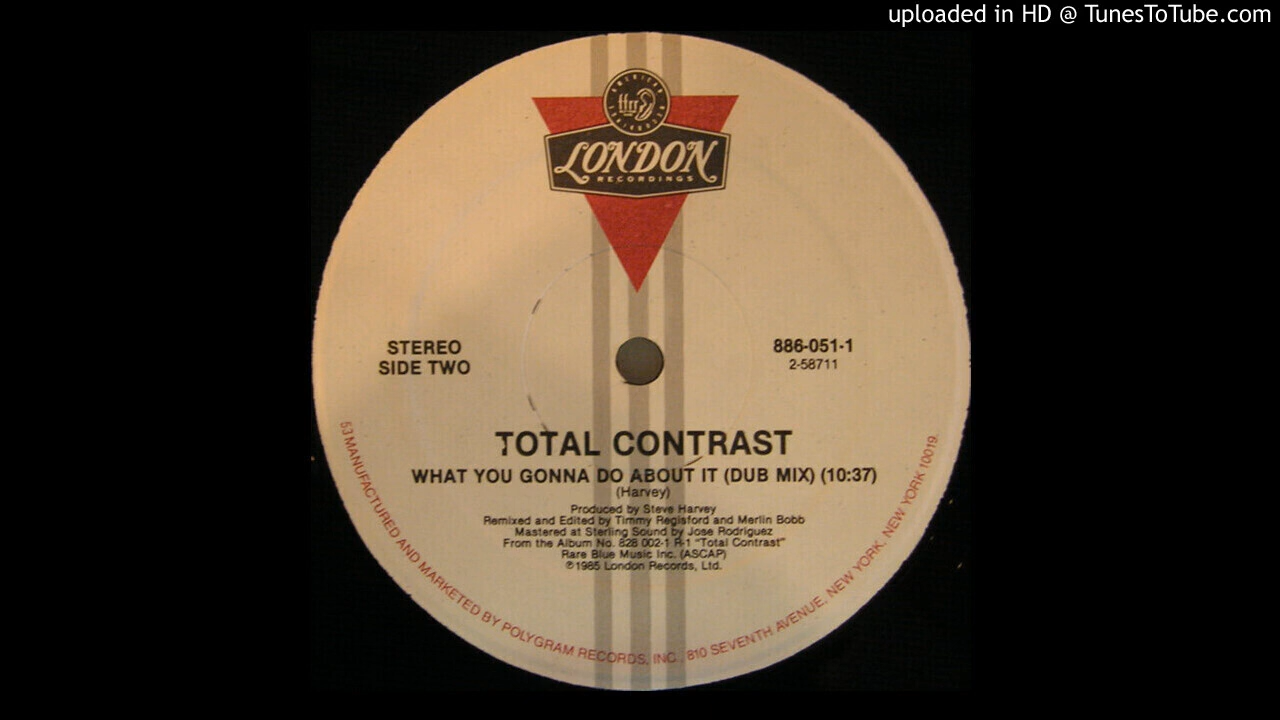 uploaded in HD @ TunesToTube.com
AMERICAN
ffrr
LONDON
RECORDINGS
STEREO
SIDE TWO
886-051-1
2-58711
TOTAL CONTRAST
WHAT YOU GONNA DO ABOUT IT (DUB MIX) (10:37)
(Harvey)
Produced by Steve Harvey
Remixed and Edited by Timmy Regisford and Merlin Bobb
Mastered at Sterling Sound by Jose Rodriguez
From the Album No. 828 002-1 R-1 "Total Contrast"
Rare Blue Music Inc. (ASCAP)
℗1985 London Records, Ltd.
53 MANUFACTURED AND MARKETED BY POLYGRAM RECORDS, INC., 810 SEVENTH AVENUE, NEW YORK, NEW YORK 10019.